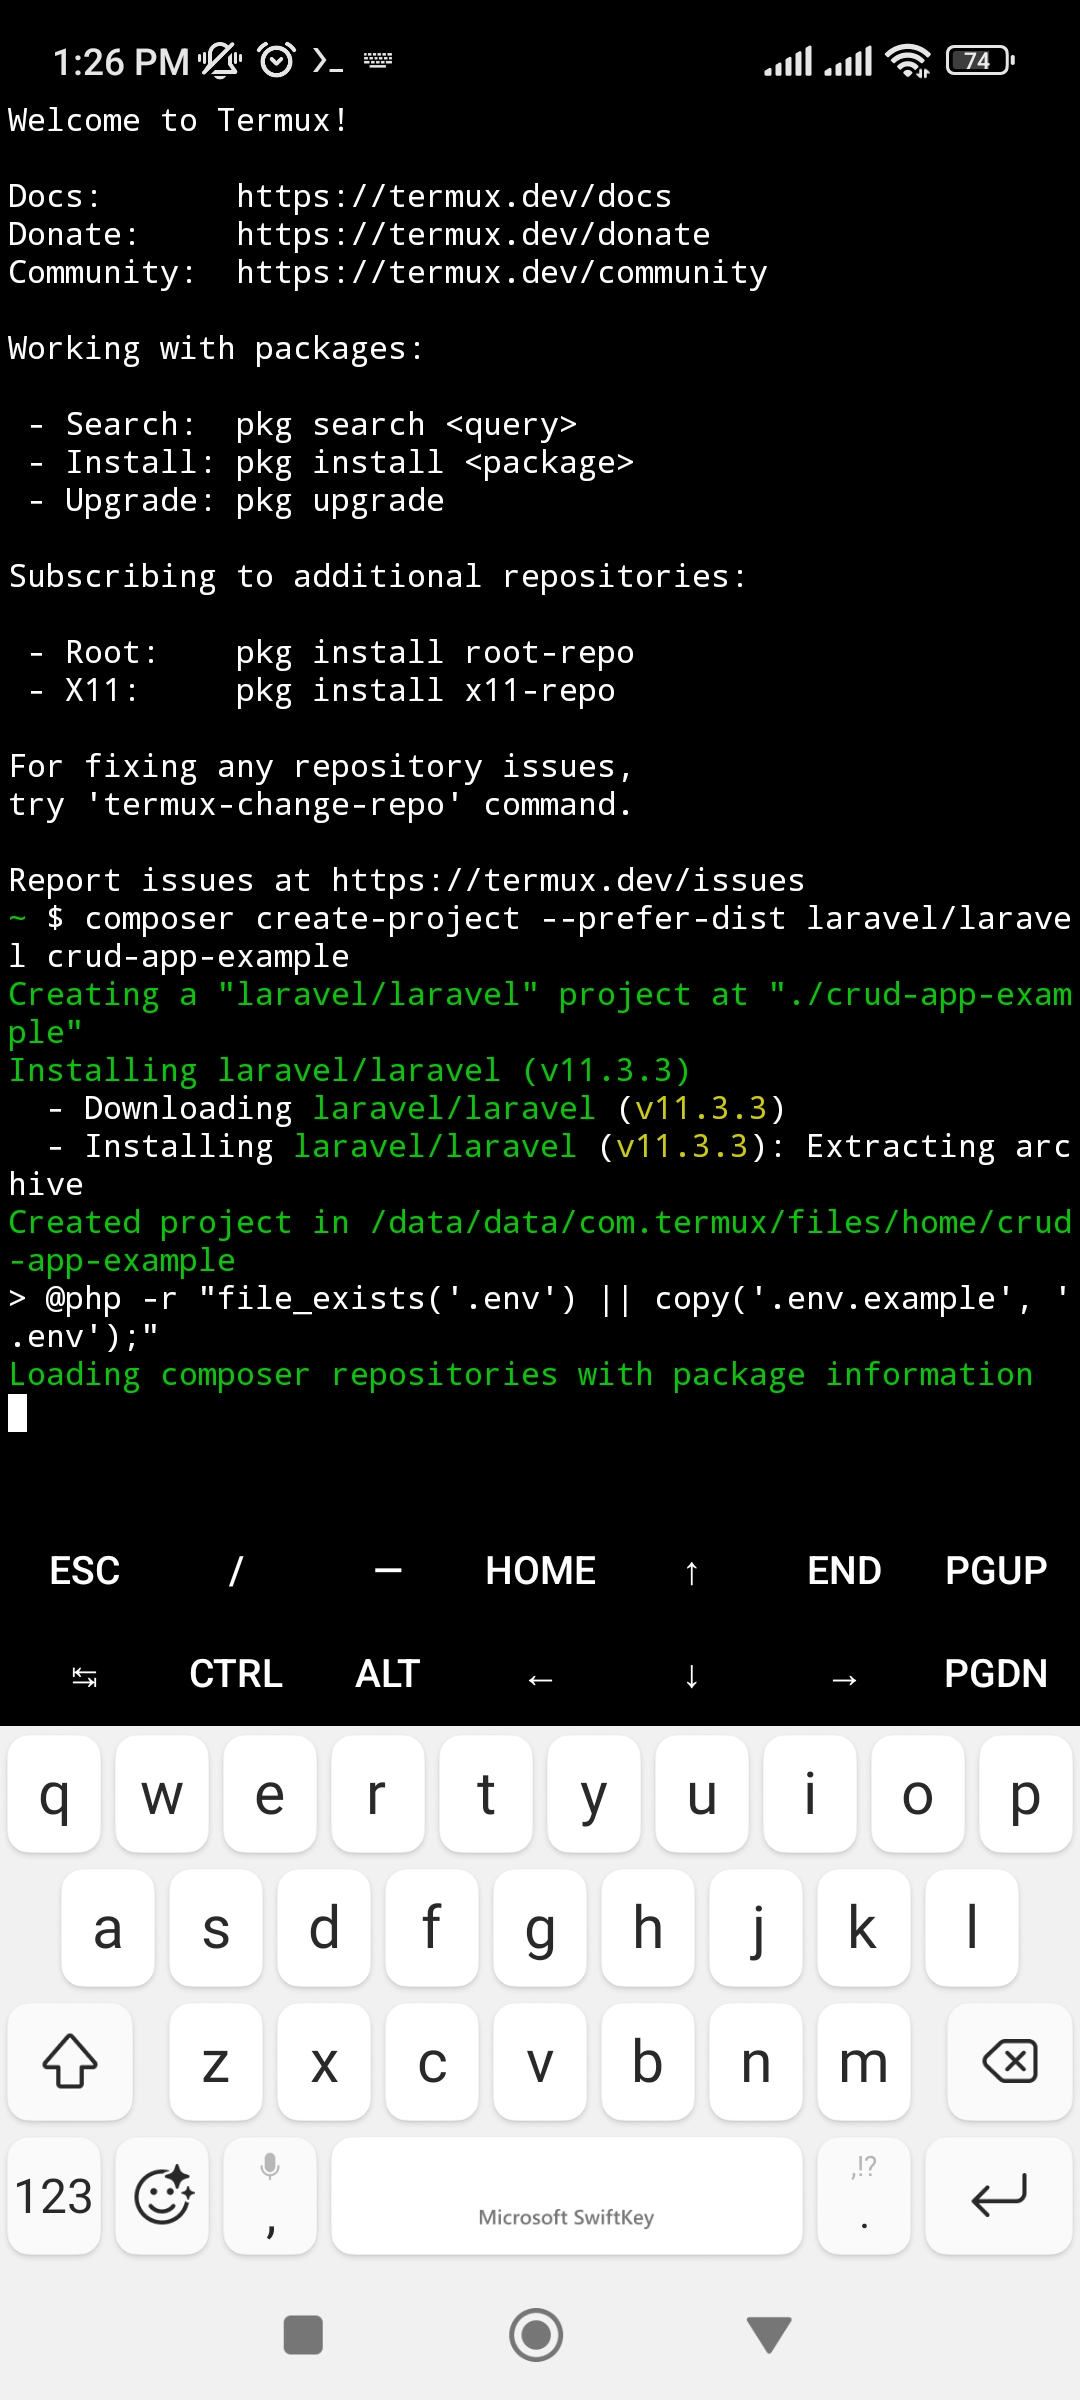 1:26 PM
74
Welcome to Termux!
Docs: https://termux.dev/docs
Donate: https://termux.dev/donate
Community: https://termux.dev/community
Working with packages:
- Search: pkg search <query>
- Install: pkg install <package>
- Upgrade: pkg upgrade
Subscribing to additional repositories:
- Root: pkg install root-repo
- X11: pkg install x11-repo
For fixing any repository issues,
try 'termux-change-repo' command.
Report issues at https://termux.dev/issues
~ $ composer create-project --prefer-dist laravel/larave
l crud-app-example
Creating a "laravel/laravel" project at "./crud-app-exam
ple"
Installing laravel/laravel (v11.3.3)
- Downloading laravel/laravel (v11.3.3)
- Installing laravel/laravel (v11.3.3): Extracting arc
hive
Created project in /data/data/com.termux/files/home/crud
-app-example
> @php -r "file_exists('.env') || copy('.env.example', '
.env');"
Loading composer repositories with package information
ESC / — HOME ↑ END PGUP
↹ CTRL ALT ← ↓ → PGDN
q w e r t y u i o p
a s d f g h j k l
z x c v b n m
123 , Microsoft SwiftKey ,!? .